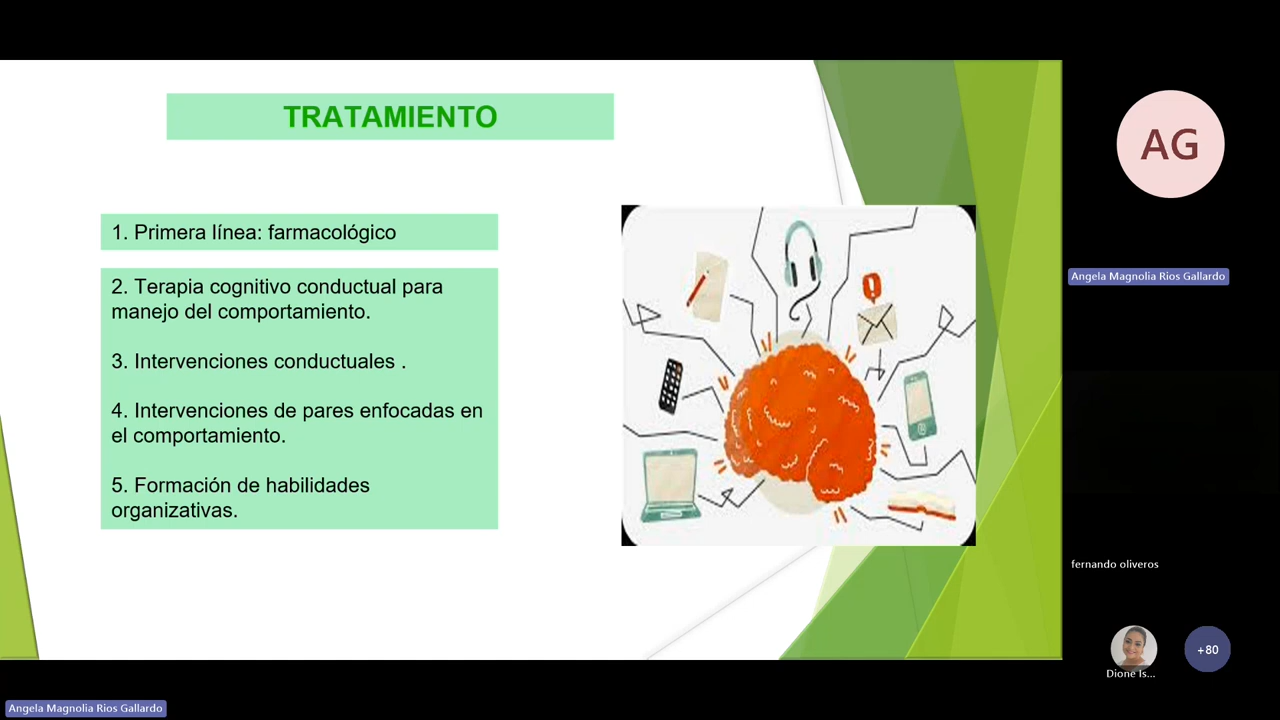 TRATAMIENTO
1. Primera línea: farmacológico
2. Terapia cognitivo conductual para
manejo del comportamiento.
3. Intervenciones conductuales .
4. Intervenciones de pares enfocadas en
el comportamiento.
5. Formación de habilidades
organizativas.
!
AG
Angela Magnolia Rios Gallardo
fernando oliveros
+80
Dione Is...
Angela Magnolia Rios Gallardo